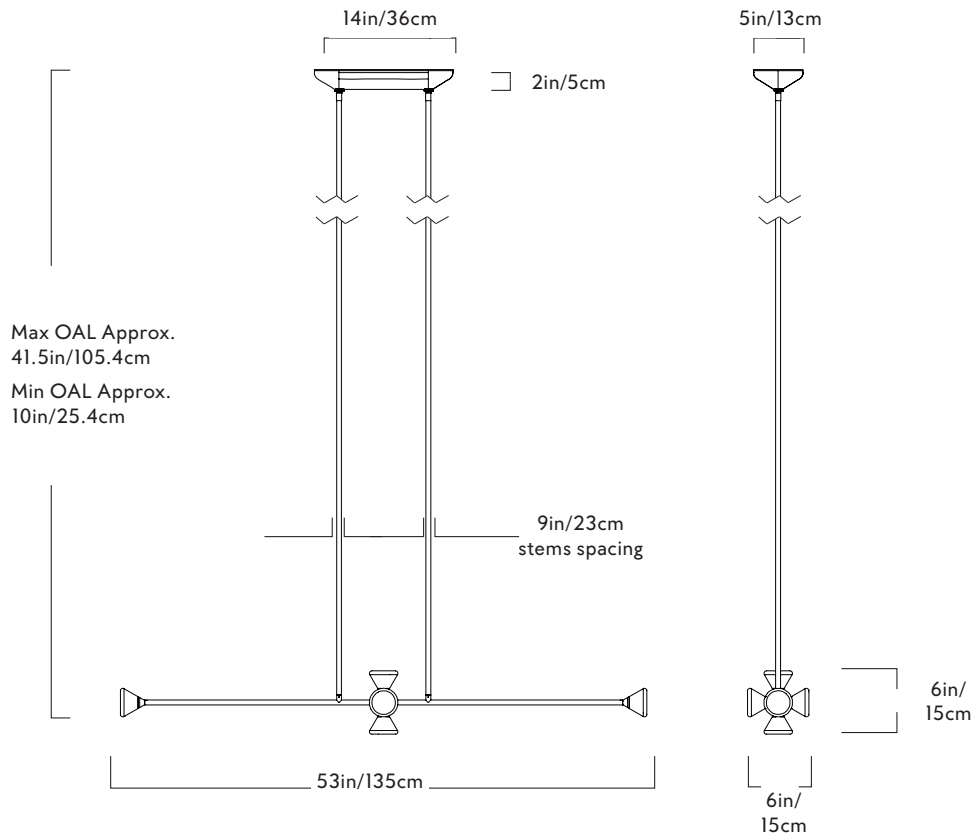 14in/36cm
5in/13cm
2in/5cm
Max OAL Approx.
41.5in/105.4cm
Min OAL Approx.
10in/25.4cm
9in/23cm
stems spacing
6in/
15cm
53in/135cm
6in/
15cm